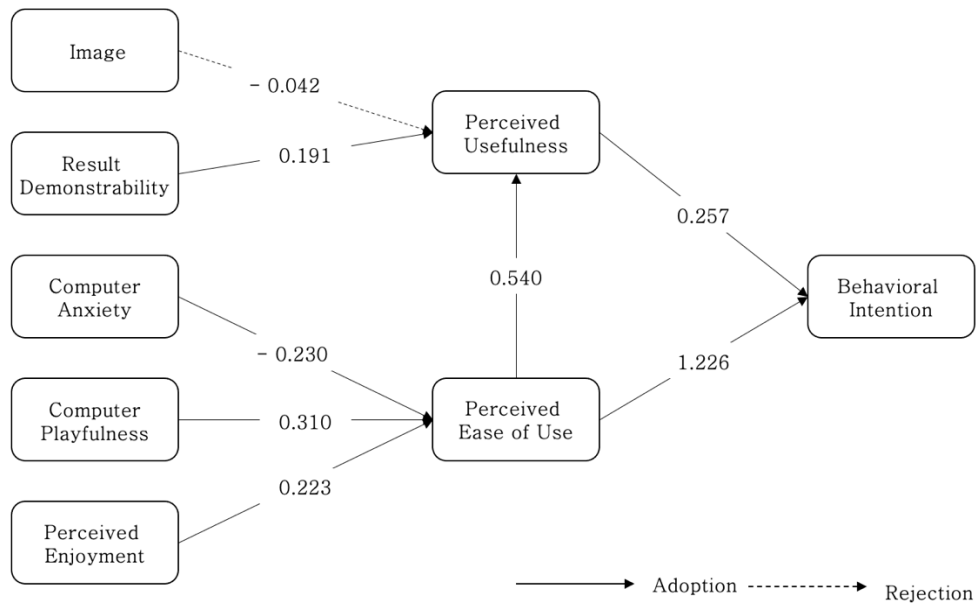 Image
- 0.042
Perceived
Usefulness
Result
Demonstrability
0.191
0.257
Computer
Anxiety
0.540
Behavioral
Intention
- 0.230
1.226
Computer
Playfulness
0.310
Perceived
Ease of Use
0.223
Perceived
Enjoyment
Adoption
Rejection